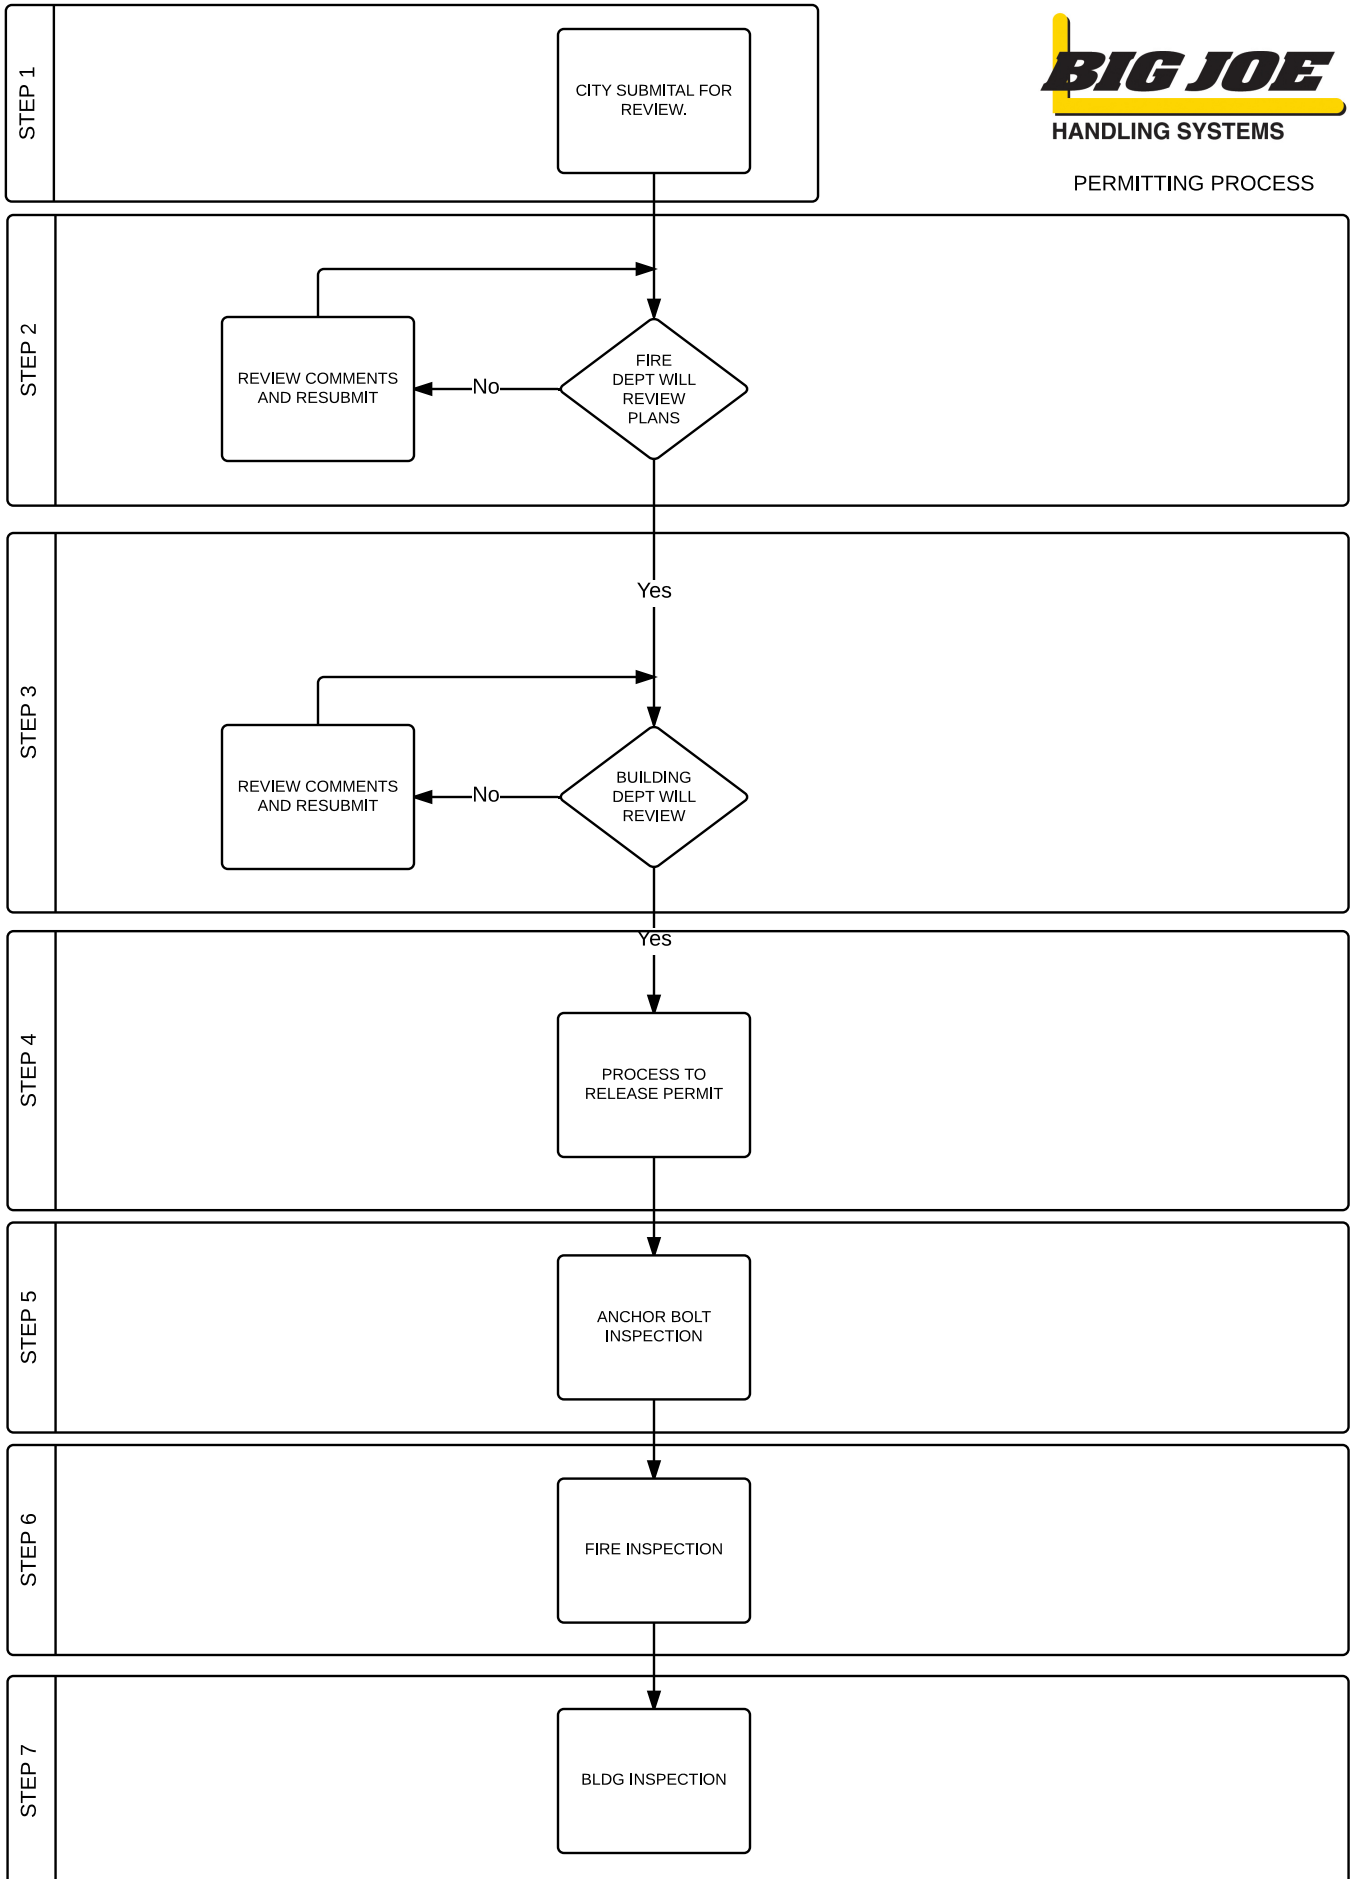 STEP 1
CITY SUBMITAL FOR
REVIEW.
BIG JOE
HANDLING SYSTEMS
PERMITTING PROCESS
STEP 2
FIRE
DEPT WILL
REVIEW
PLANS
No
REVIEW COMMENTS
AND RESUBMIT
Yes
STEP 3
BUILDING
DEPT WILL
REVIEW
No
REVIEW COMMENTS
AND RESUBMIT
Yes
STEP 4
PROCESS TO
RELEASE PERMIT
STEP 5
ANCHOR BOLT
INSPECTION
STEP 6
FIRE INSPECTION
STEP 7
BLDG INSPECTION